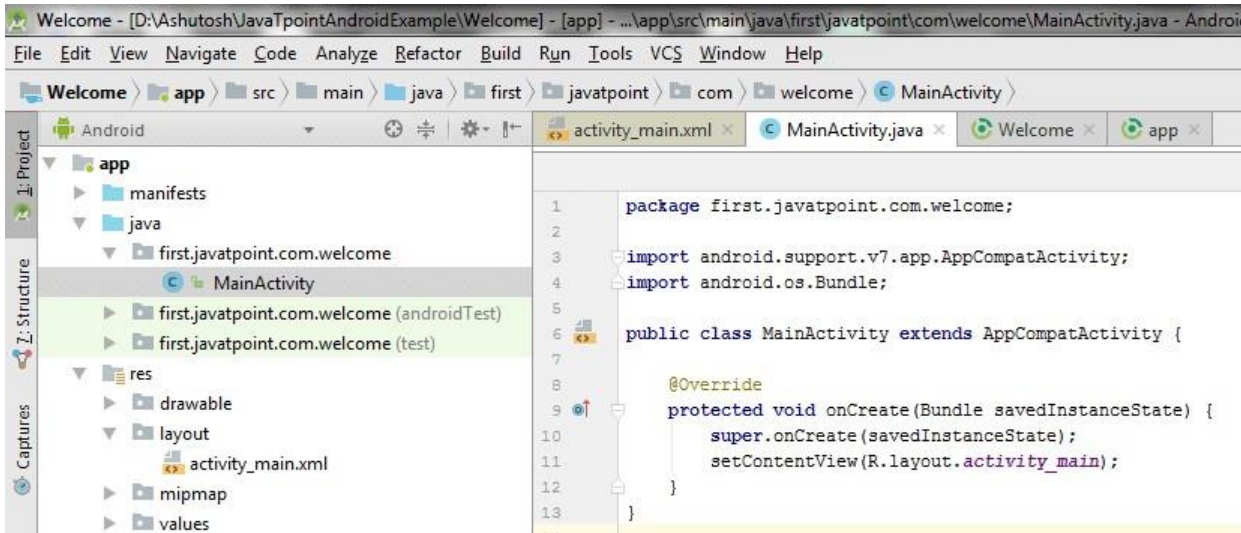 Welcome - [D:\Ashutosh\JavaTpointAndroidExample\Welcome] - [app] - ...\app\src\main\java\first\javatpoint\com\welcome\MainActivity.java - Androi
File Edit View Navigate Code Analyze Refactor Build Run Tools VCS Window Help
Welcome app src main java first javatpoint com welcome C MainActivity
Android
activity_main.xml C MainActivity.java Welcome app
1: Project
7: Structure
Captures
app
manifests
java
first.javatpoint.com.welcome
C MainActivity
first.javatpoint.com.welcome (androidTest)
first.javatpoint.com.welcome (test)
res
drawable
layout
activity_main.xml
mipmap
values
1 package first.javatpoint.com.welcome;
2
3 import android.support.v7.app.AppCompatActivity;
4 import android.os.Bundle;
5
6 public class MainActivity extends AppCompatActivity {
7
8 @Override
9 protected void onCreate(Bundle savedInstanceState) {
10 super.onCreate(savedInstanceState);
11 setContentView(R.layout.activity_main);
12 }
13 }